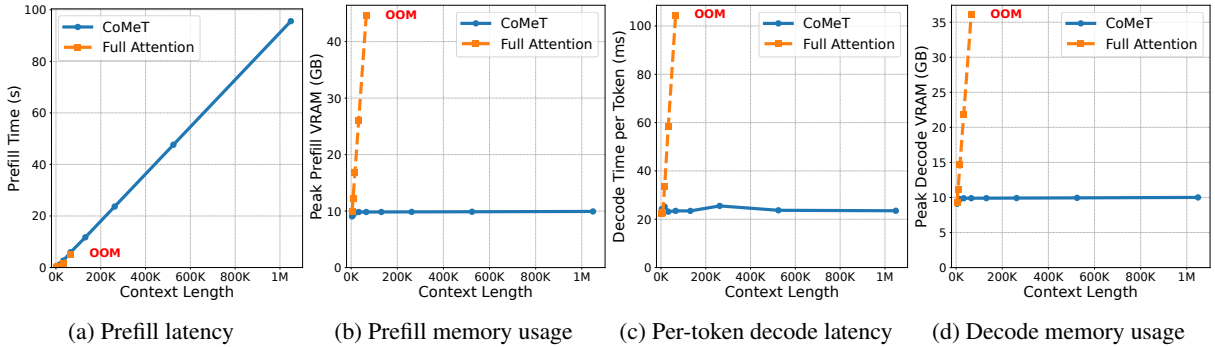 100
80
60
40
20
0
Prefill Time (s)
CoMeT
Full Attention
OOM
0K
200K
400K
600K
800K
1M
Context Length
(a) Prefill latency
40
30
20
10
0
Peak Prefill VRAM (GB)
OOM
CoMeT
Full Attention
0K
200K
400K
600K
800K
1M
Context Length
(b) Prefill memory usage
100
80
60
40
20
0
Decode Time per Token (ms)
OOM
CoMeT
Full Attention
0K
200K
400K
600K
800K
1M
Context Length
(c) Per-token decode latency
35
30
25
20
15
10
5
0
Peak Decode VRAM (GB)
OOM
CoMeT
Full Attention
0K
200K
400K
600K
800K
1M
Context Length
(d) Decode memory usage